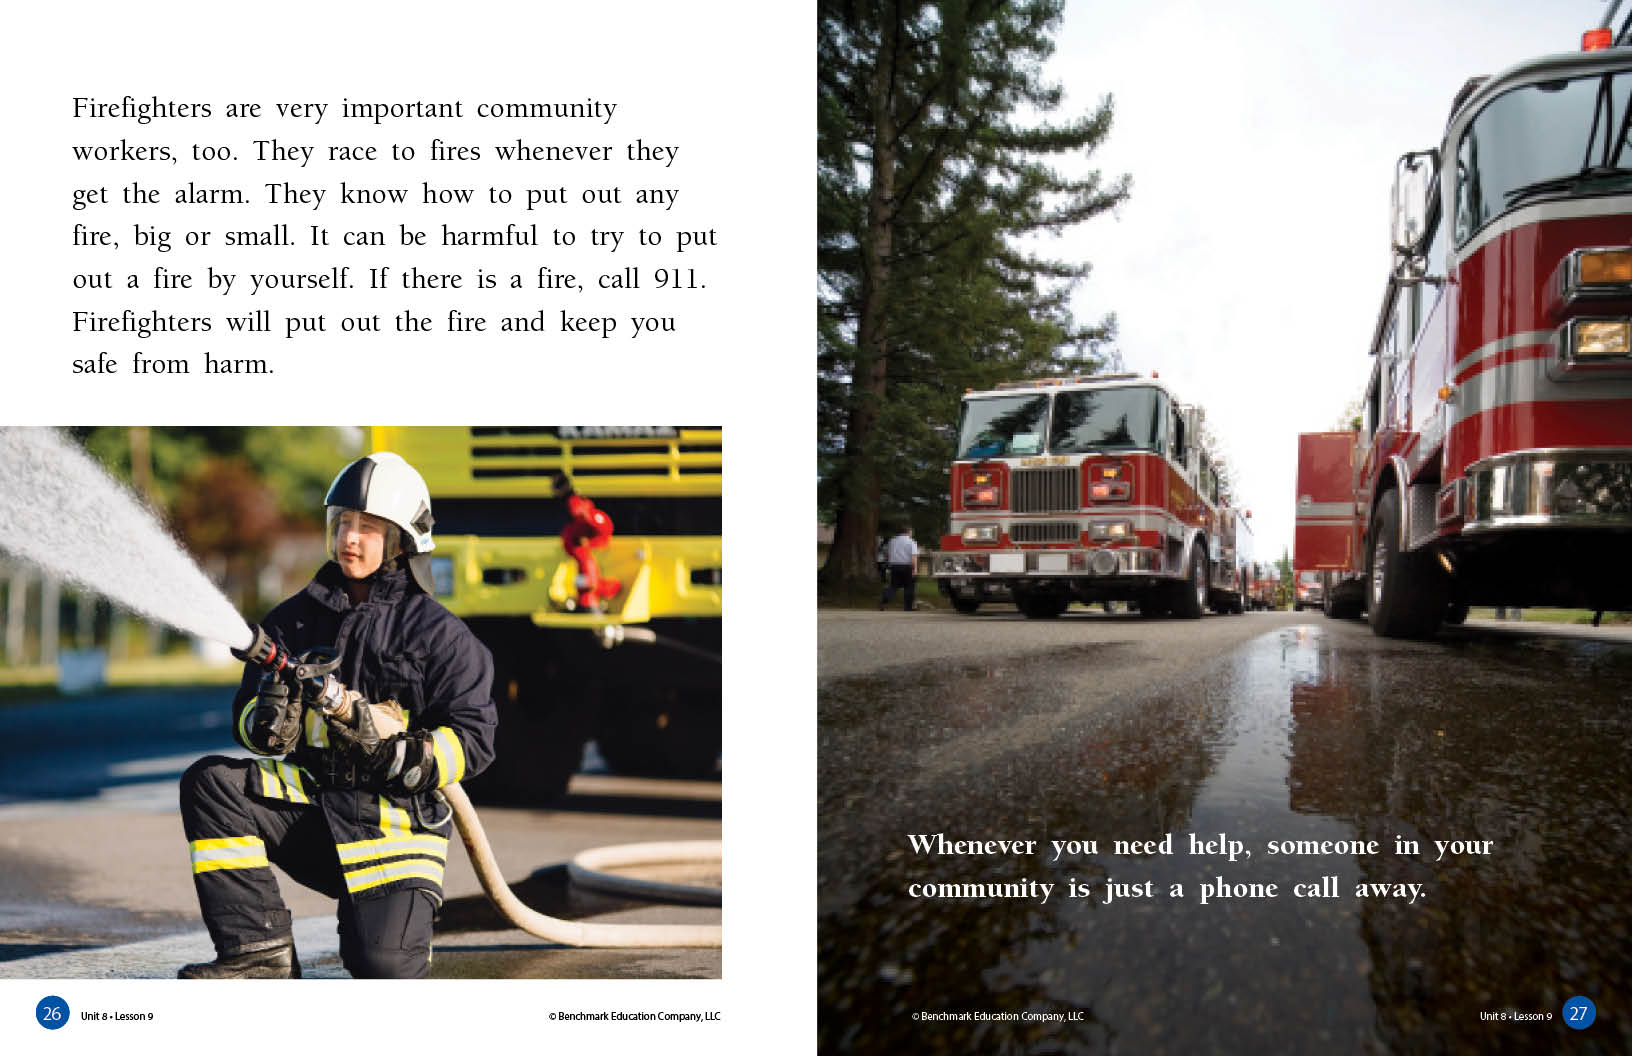 Firefighters are very important community
workers, too. They race to fires whenever they
get the alarm. They know how to put out any
fire, big or small. It can be harmful to try to put
out a fire by yourself. If there is a fire, call 911.
Firefighters will put out the fire and keep you
safe from harm.
26 Unit 8 • Lesson 9
© Benchmark Education Company, LLC
Whenever you need help, someone in your
community is just a phone call away.
© Benchmark Education Company, LLC
Unit 8 • Lesson 9 27